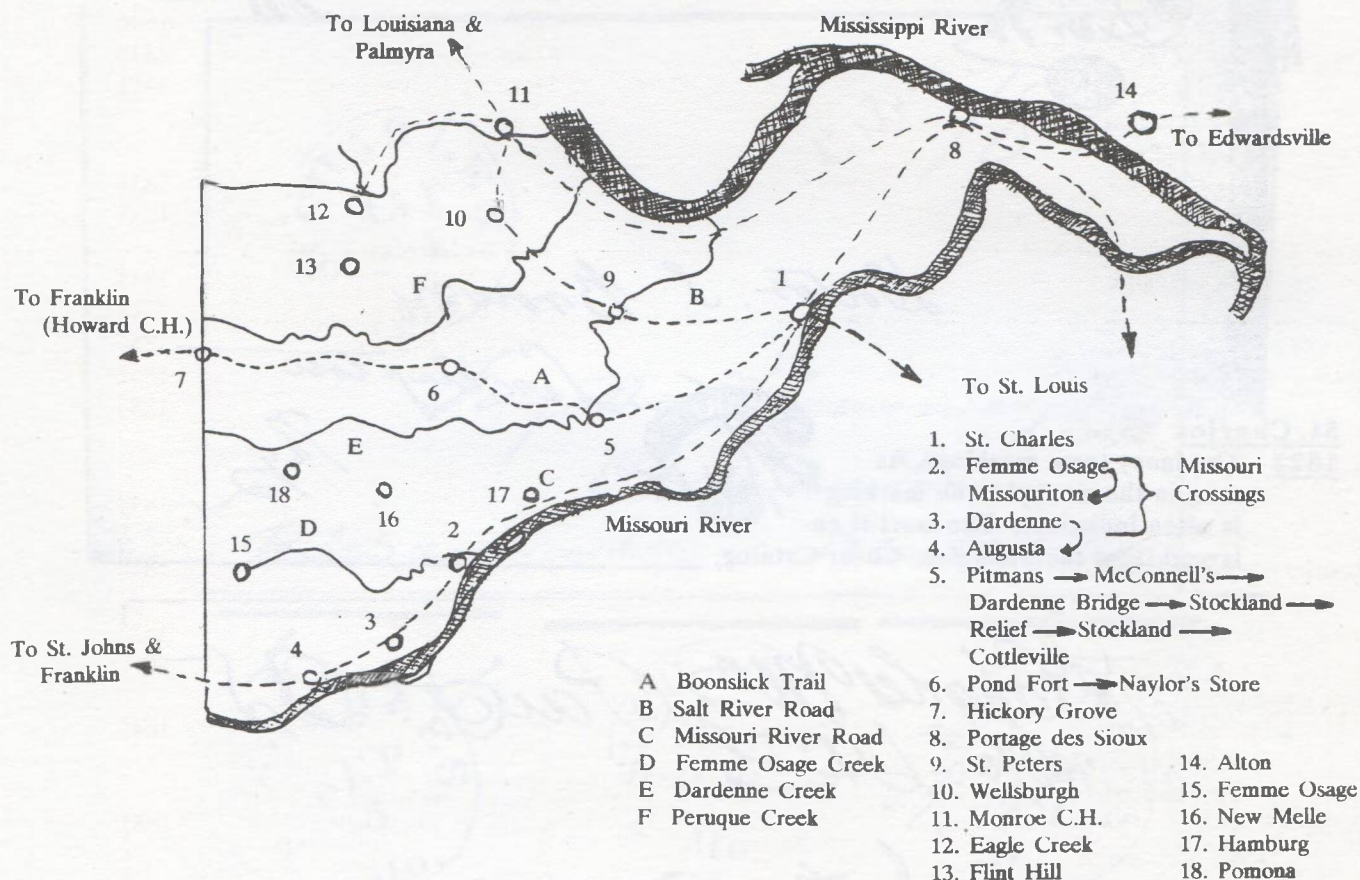 To Louisiana &
Palmyra
Mississippi River
11
14
To Edwardsville
8
12
10
13
F
9
B
1
To Franklin
(Howard C.H.)
7
6
A
To St. Louis
5
E
18
16
17
C
Missouri River
D
2
15
3
4
To St. Johns &
Franklin
1. St. Charles
2. Femme Osage
Missouriton
Missouri
Crossings
3. Dardenne
4. Augusta
5. Pitmans → McConnell's →
Dardenne Bridge → Stockland →
Relief → Stockland →
Cottleville
6. Pond Fort → Naylor's Store
7. Hickory Grove
8. Portage des Sioux
9. St. Peters
10. Wellsburgh
11. Monroe C.H.
12. Eagle Creek
13. Flint Hill
14. Alton
15. Femme Osage
16. New Melle
17. Hamburg
18. Pomona
A Boonslick Trail
B Salt River Road
C Missouri River Road
D Femme Osage Creek
E Dardenne Creek
F Peruque Creek